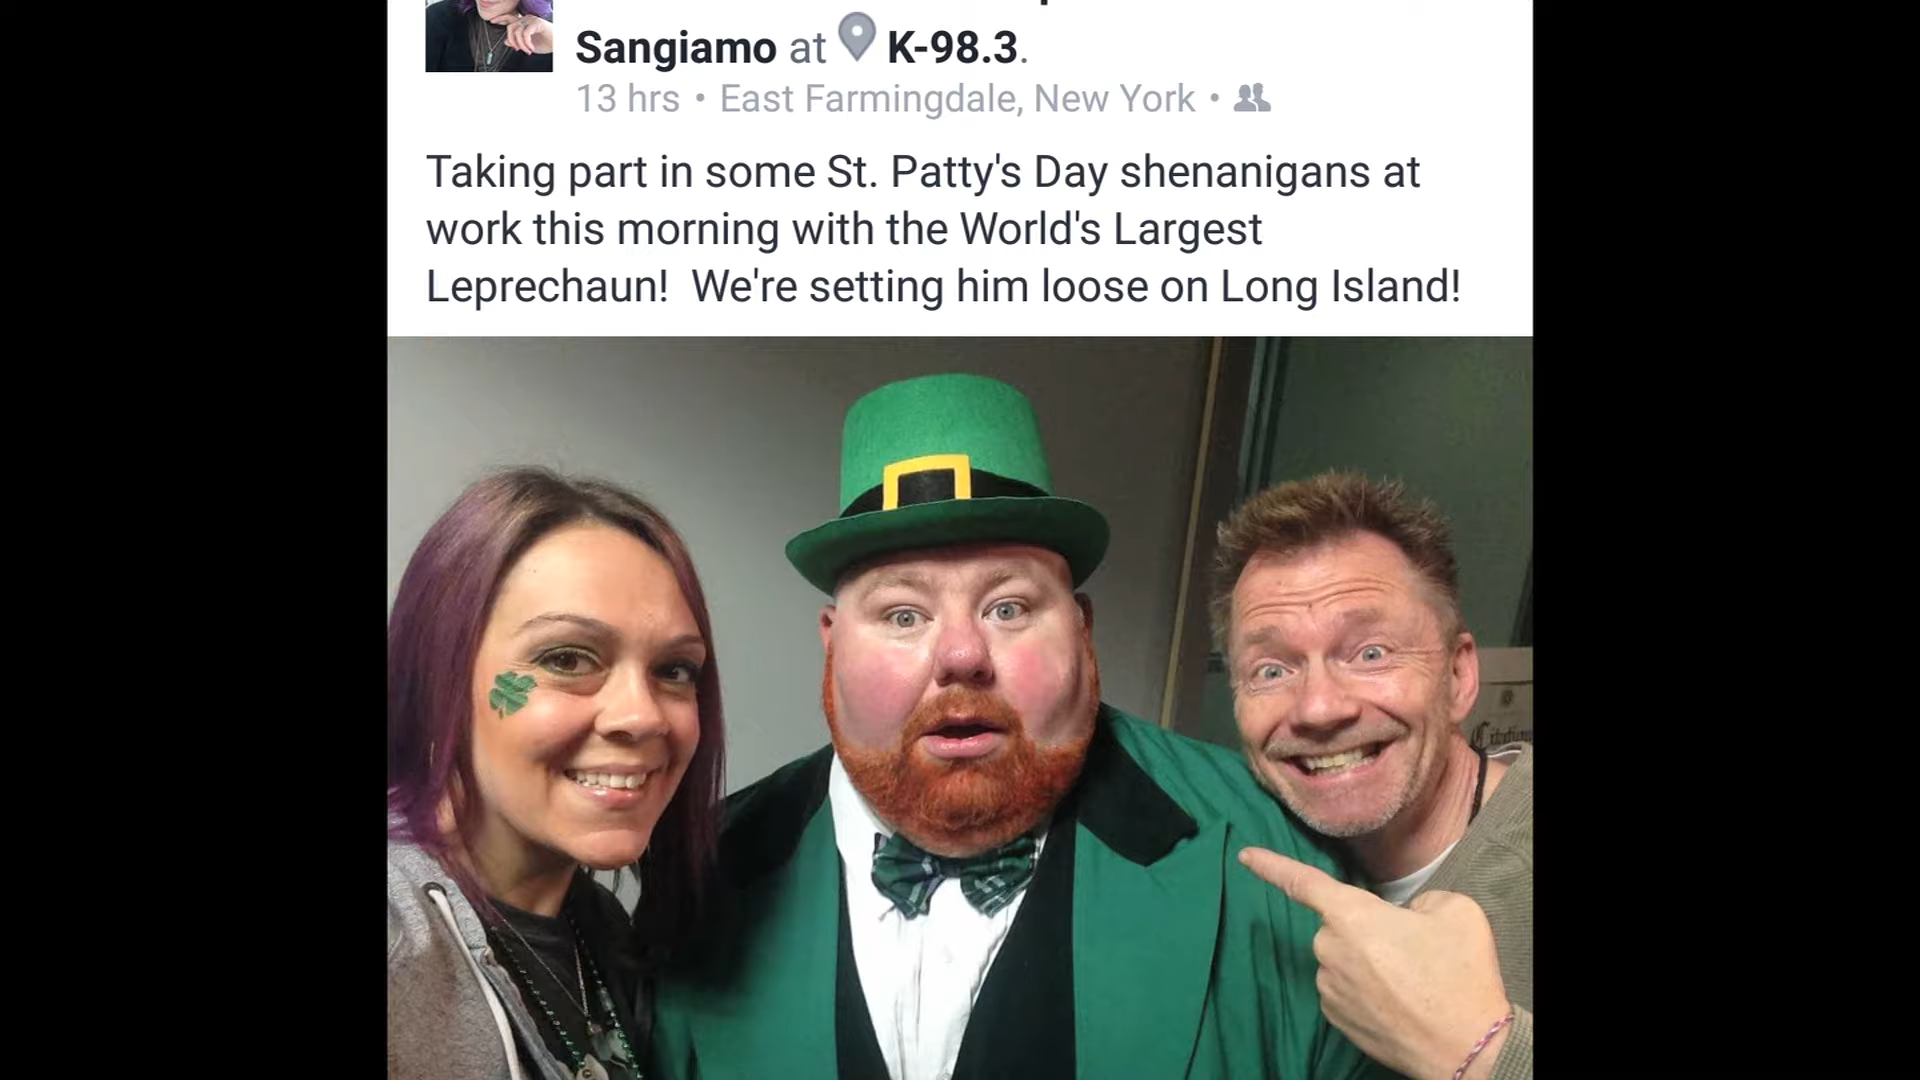 Sangiamo at K-98.3.
13 hrs • East Farmingdale, New York •
Taking part in some St. Patty's Day shenanigans at
work this morning with the World's Largest
Leprechaun!  We're setting him loose on Long Island!
Citation